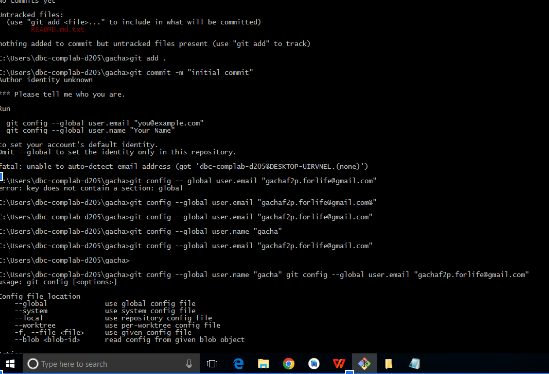 No commits yet
Untracked files:
(use "git add <file>..." to include in what will be committed)
README.md.txt
nothing added to commit but untracked files present (use "git add" to track)
C:\Users\dbc-complab-d205\gacha>git add .
C:\Users\dbc-complab-d205\gacha>git commit -m "initial commit"
Author identity unknown
*** Please tell me who you are.
Run
git config --global user.email "you@example.com"
git config --global user.name "Your Name"
to set your account's default identity.
Omit --global to set the identity only in this repository.
fatal: unable to auto-detect email address (got 'dbc-complab-d205@DESKTOP-UIRVNEL.(none)')
C:\Users\dbc-complab-d205\gacha>git config -- global user.email "gachaf2p.forlife@gmail.com"
error: key does not contain a section: global
C:\Users\dbc-complab-d205\gacha>git config --global user.email "gachaf2p.forlife@gmail.com@"
C:\Users\dbc-complab-d205\gacha>git config --global user.email "gachaf2p.forlife@gmail.com"
C:\Users\dbc-complab-d205\gacha>git config --global user.name "gacha"
C:\Users\dbc-complab-d205\gacha>git config --global user.email "gachaf2p.forlife@gmail.com"
C:\Users\dbc-complab-d205\gacha>
C:\Users\dbc-complab-d205\gacha>git config --global user.name "gacha" git config --global user.email "gachaf2p.forlife@gmail.com"
usage: git config [<options>]
Config file location
--global use global config file
--system use system config file
--local use repository config file
--worktree use per-worktree config file
-f, --file <file> use given config file
--blob <blob-id> read config from given blob object
Type here to search